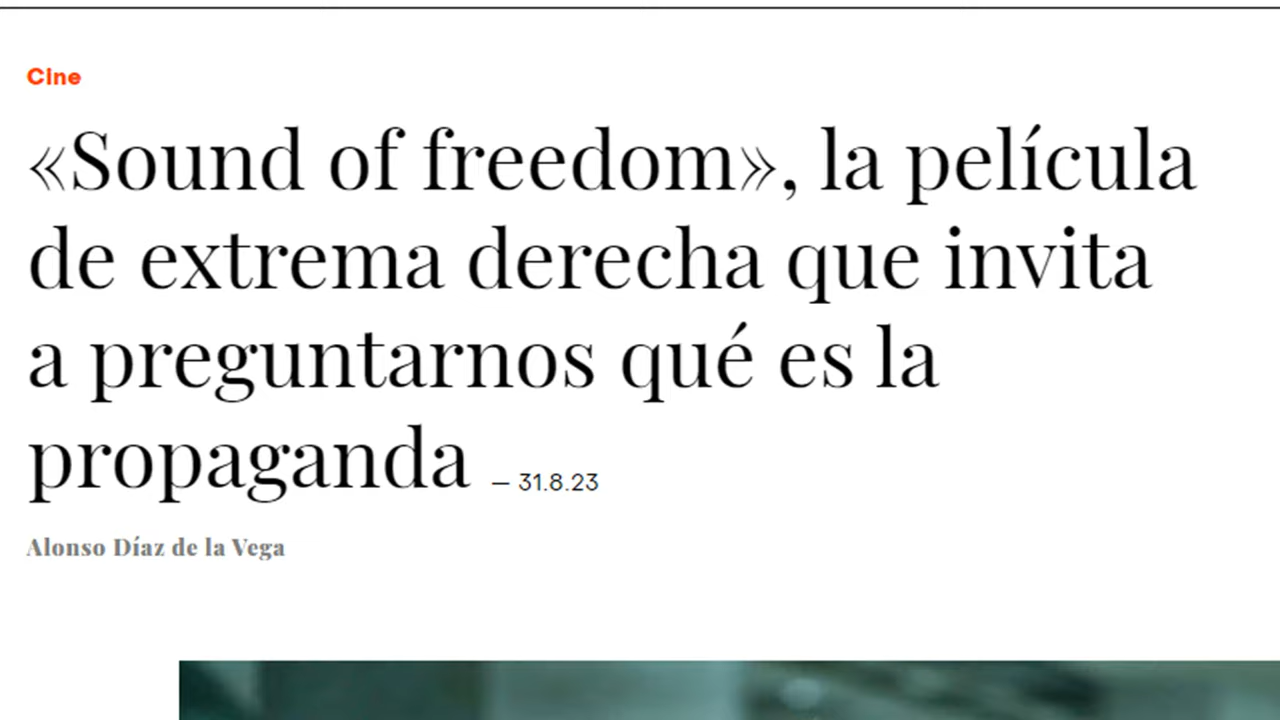 Cine
«Sound of freedom», la película
de extrema derecha que invita
a preguntarnos qué es la
propaganda — 31.8.23
Alonso Díaz de la Vega